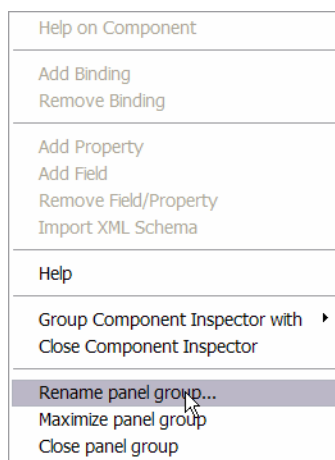 Help on Component
Add Binding
Remove Binding
Add Property
Add Field
Remove Field/Property
Import XML Schema
Help
Group Component Inspector with
Close Component Inspector
Rename panel group...
Maximize panel group
Close panel group